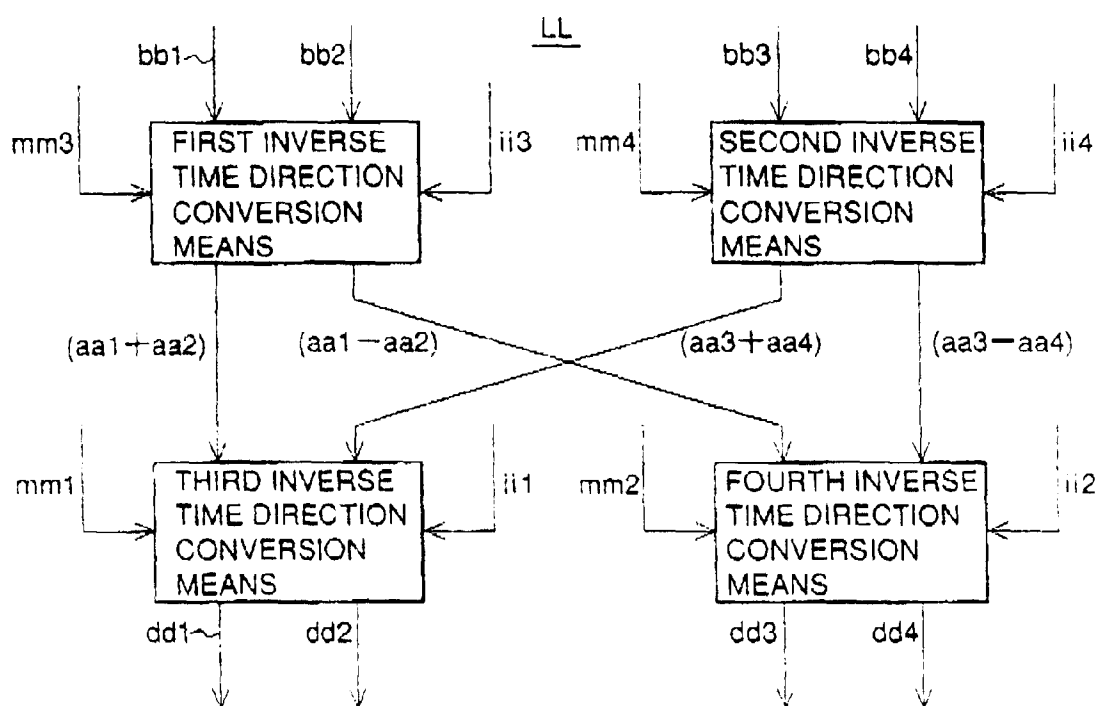 LL
bb1
bb2
bb3
bb4
mm3
FIRST INVERSE
TIME DIRECTION
CONVERSION
MEANS
ii3
mm4
SECOND INVERSE
TIME DIRECTION
CONVERSION
MEANS
ii4
(aa1+aa2)
(aa1−aa2)
(aa3+aa4)
(aa3−aa4)
mm1
THIRD INVERSE
TIME DIRECTION
CONVERSION
MEANS
ii1
mm2
FOURTH INVERSE
TIME DIRECTION
CONVERSION
MEANS
ii2
dd1
dd2
dd3
dd4